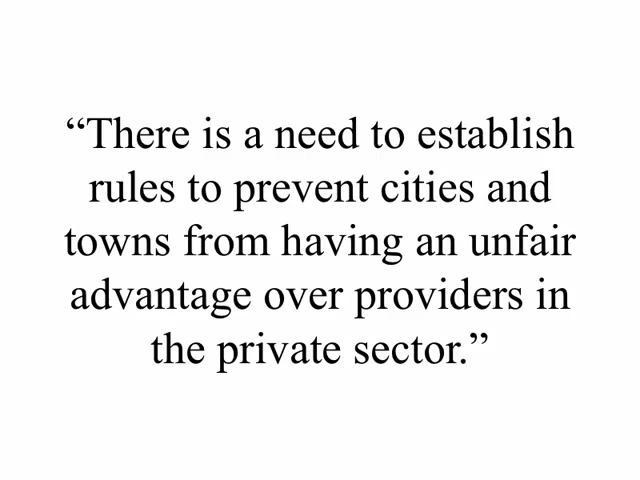 “There is a need to establish
rules to prevent cities and
towns from having an unfair
advantage over providers in
the private sector.”